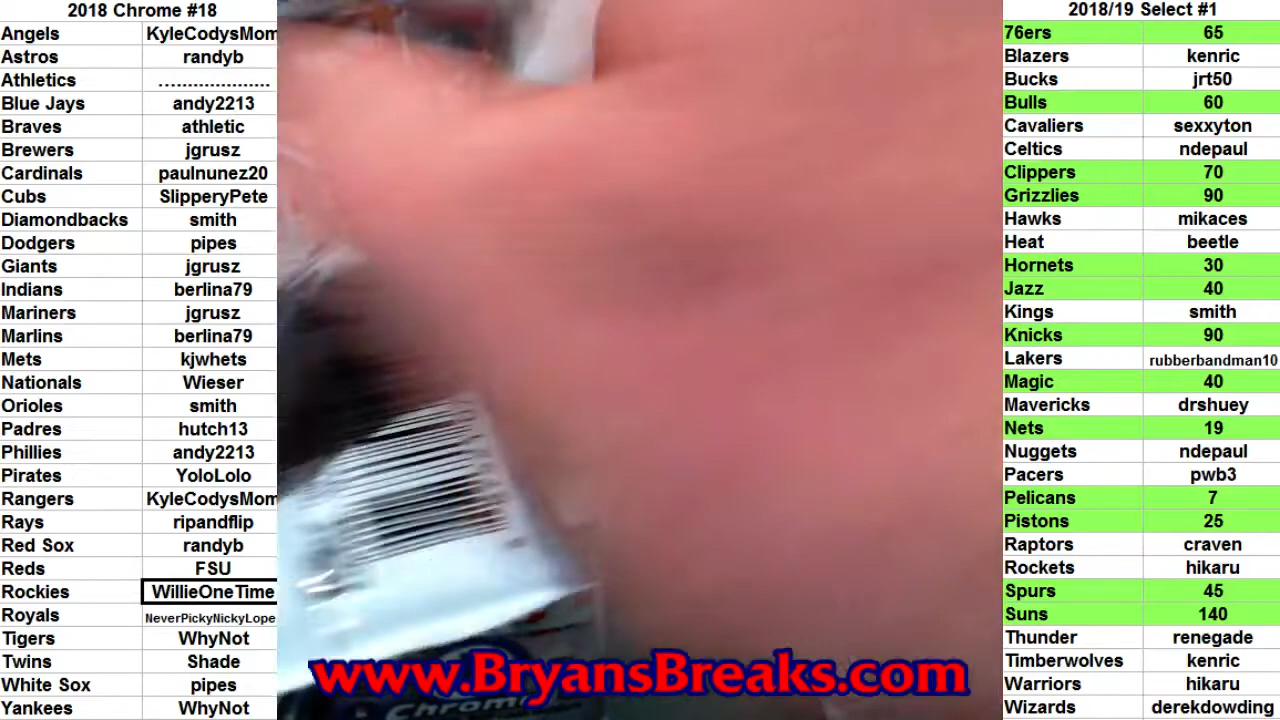 2018 Chrome #18
Angels KyleCodysMom
Astros randyb
Athletics ...................
Blue Jays andy2213
Braves athletic
Brewers jgrusz
Cardinals paulnunez20
Cubs SlipperyPete
Diamondbacks smith
Dodgers pipes
Giants jgrusz
Indians berlina79
Mariners jgrusz
Marlins berlina79
Mets kjwhets
Nationals Wieser
Orioles smith
Padres hutch13
Phillies andy2213
Pirates YoloLolo
Rangers KyleCodysMom
Rays ripandflip
Red Sox randyb
Reds FSU
Rockies WillieOneTime
Royals NeverPickyNickyLope
Tigers WhyNot
Twins Shade
White Sox pipes
Yankees WhyNot
Chrome
www.BryansBreaks.com
2018/19 Select #1
76ers 65
Blazers kenric
Bucks jrt50
Bulls 60
Cavaliers sexxyton
Celtics ndepaul
Clippers 70
Grizzlies 90
Hawks mikaces
Heat beetle
Hornets 30
Jazz 40
Kings smith
Knicks 90
Lakers rubberbandman10
Magic 40
Mavericks drshuey
Nets 19
Nuggets ndepaul
Pacers pwb3
Pelicans 7
Pistons 25
Raptors craven
Rockets hikaru
Spurs 45
Suns 140
Thunder renegade
Timberwolves kenric
Warriors hikaru
Wizards derekdowding